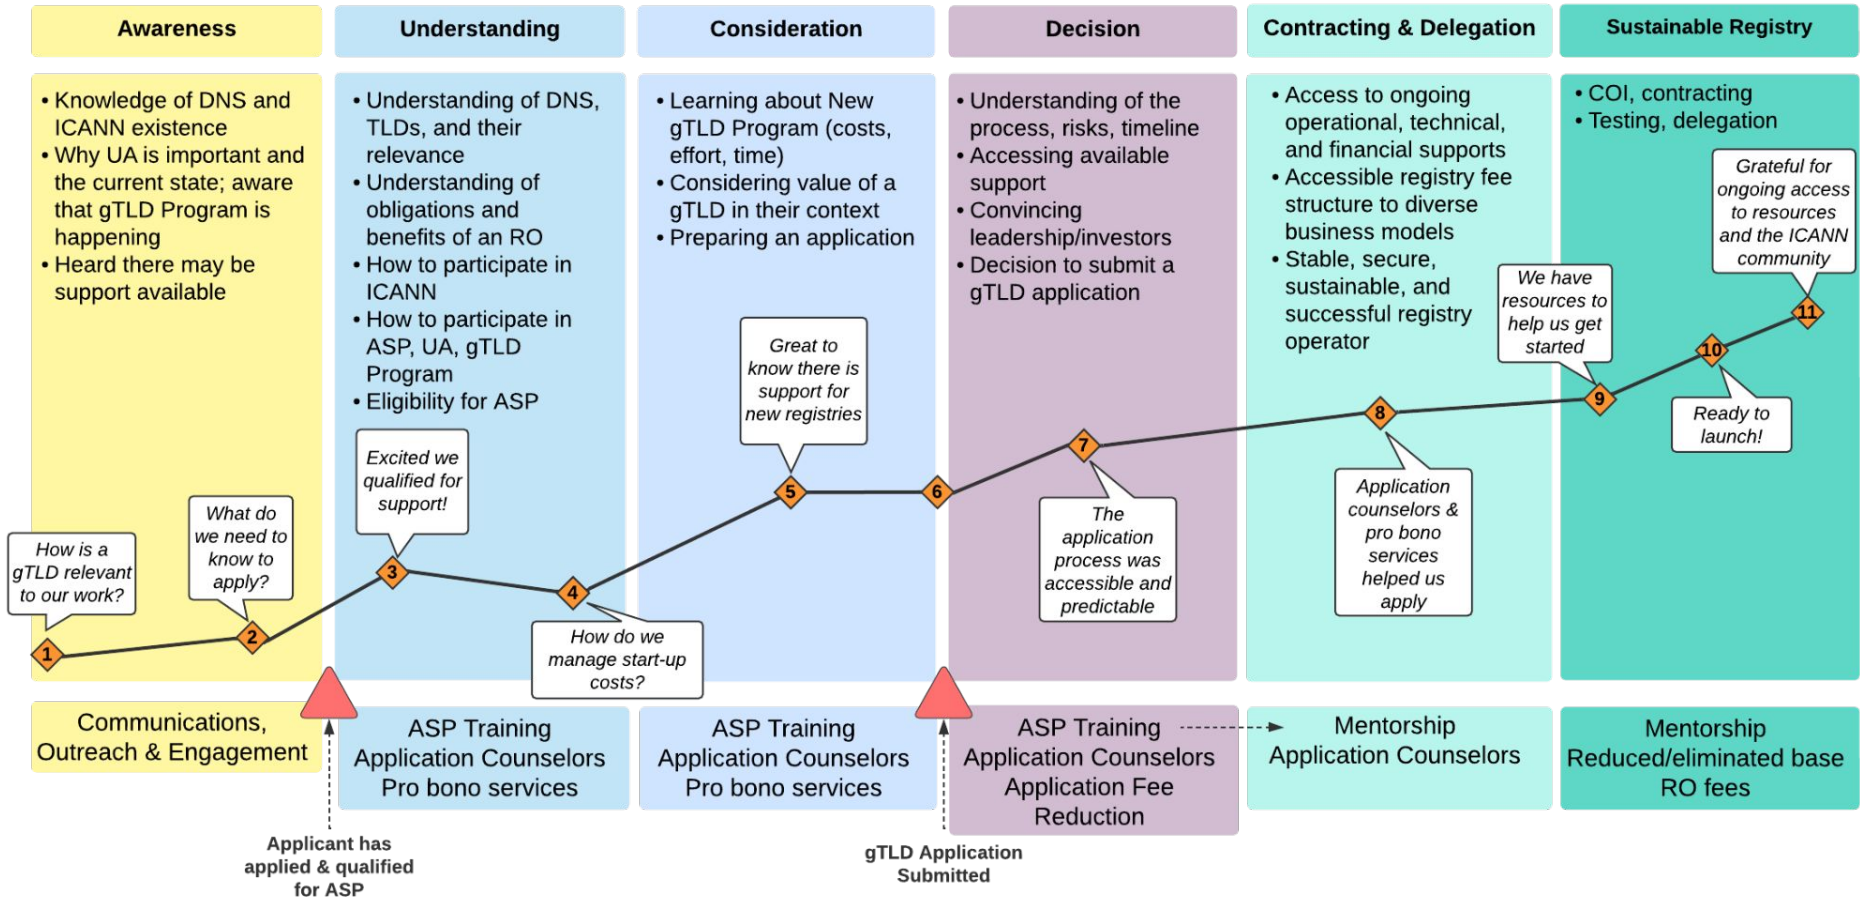 Awareness
Understanding
Consideration
Decision
Contracting & Delegation
Sustainable Registry
• Knowledge of DNS and
ICANN existence
• Why UA is important and
the current state; aware
that gTLD Program is
happening
• Heard there may be
support available
• Understanding of DNS,
TLDs, and their
relevance
• Understanding of
obligations and
benefits of an RO
• How to participate in
ICANN
• How to participate in
ASP, UA, gTLD
Program
• Eligibility for ASP
• Learning about New
gTLD Program (costs,
effort, time)
• Considering value of a
gTLD in their context
• Preparing an application
• Understanding of the
process, risks, timeline
• Accessing available
support
• Convincing
leadership/investors
• Decision to submit a
gTLD application
• Access to ongoing
operational, technical,
and financial supports
• Accessible registry fee
structure to diverse
business models
• Stable, secure,
sustainable, and
successful registry
operator
• COI, contracting
• Testing, delegation
How is a
gTLD relevant
to our work?
1
What do
we need to
know to
apply?
2
Excited we
qualified for
support!
3
4
How do we
manage start-up
costs?
Great to
know there is
support for
new registries
5
6
7
The
application
process was
accessible and
predictable
8
Application
counselors &
pro bono
services
helped us
apply
We have
resources to
help us get
started
9
10
Ready to
launch!
Grateful for
ongoing access
to resources
and the ICANN
community
11
Communications,
Outreach & Engagement
ASP Training
Application Counselors
Pro bono services
ASP Training
Application Counselors
Pro bono services
ASP Training
Application Counselors
Application Fee
Reduction
Mentorship
Application Counselors
Mentorship
Reduced/eliminated base
RO fees
Applicant has
applied & qualified
for ASP
gTLD Application
Submitted